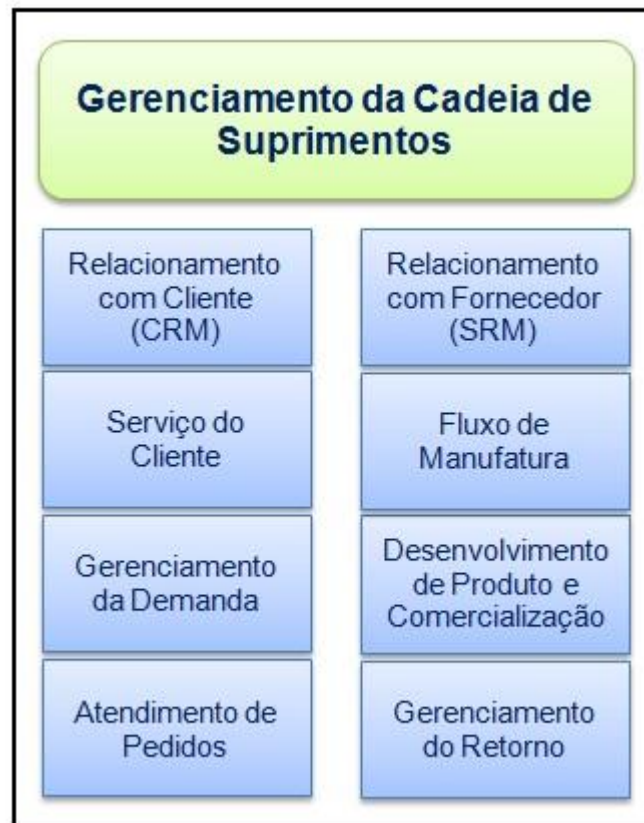 Gerenciamento da Cadeia de
Suprimentos
Relacionamento
com Cliente
(CRM)
Relacionamento
com Fornecedor
(SRM)
Serviço do
Cliente
Fluxo de
Manufatura
Gerenciamento
da Demanda
Desenvolvimento
de Produto e
Comercialização
Atendimento de
Pedidos
Gerenciamento
do Retorno